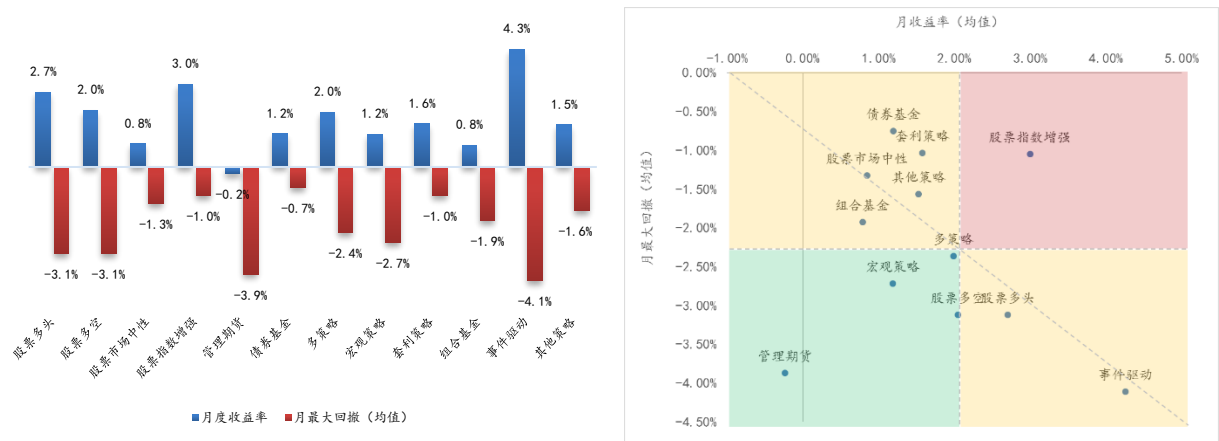 4.3%
2.7%
2.0%
0.8%
3.0%
1.2%
2.0%
1.2%
1.6%
0.8%
1.5%
-0.2%
-3.1%
-3.1%
-1.3%
-1.0%
-3.9%
-0.7%
-2.4%
-2.7%
-1.0%
-1.9%
-4.1%
-1.6%
股票多头
股票多空
股票市场中性
股票指数增强
管理期货
债券基金
多策略
宏观策略
套利策略
组合基金
事件驱动
其他策略
月度收益率 月最大回撤（均值）
月收益率（均值）
-1.00% 0.00% 1.00% 2.00% 3.00% 4.00% 5.00%
月最大回撤（均值）
0.00%
-0.50%
-1.00%
-1.50%
-2.00%
-2.50%
-3.00%
-3.50%
-4.00%
-4.50%
债券基金
套利策略
股票指数增强
股票市场中性
其他策略
组合基金
多策略
宏观策略
股票多空
股票多头
管理期货
事件驱动